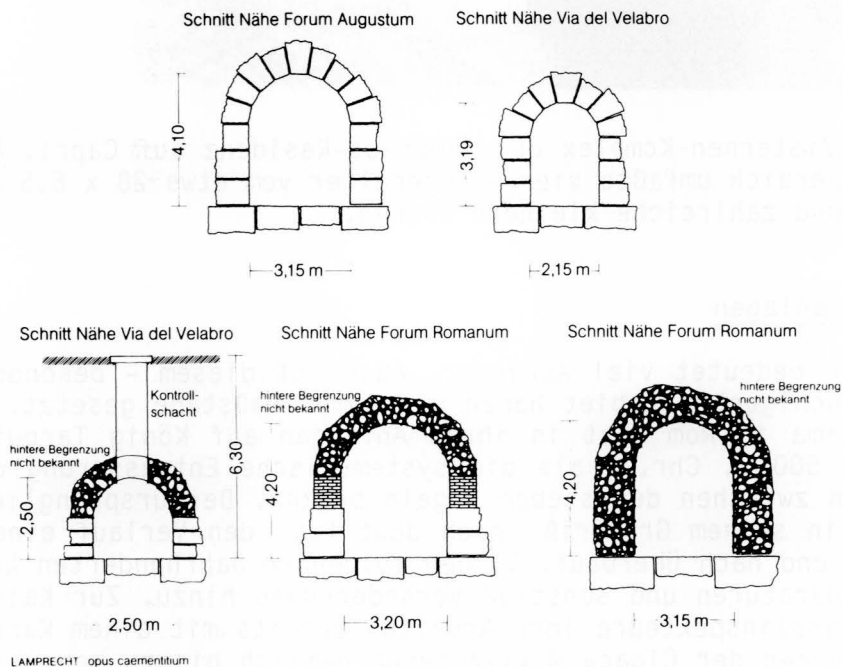 Schnitt Nähe Forum Augustum
Schnitt Nähe Via del Velabro
4,10
3,19
3,15 m
2,15 m
Schnitt Nähe Via del Velabro
Schnitt Nähe Forum Romanum
Schnitt Nähe Forum Romanum
Kontroll-
schacht
hintere Begrenzung
nicht bekannt
2,50
6,30
2,50 m
hintere Begrenzung
nicht bekannt
4,20
3,20 m
hintere Begrenzung
nicht bekannt
4,20
3,15 m
LAMPRECHT opus caementitium